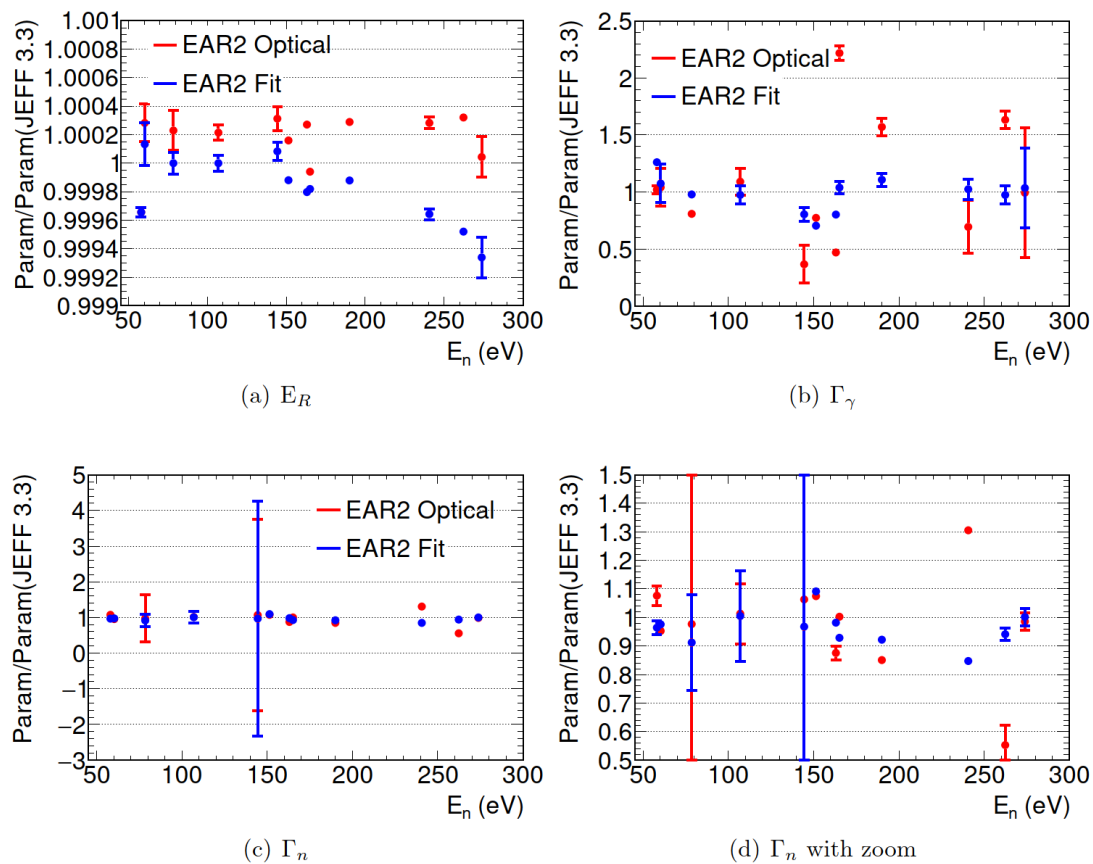 Param/Param(JEFF 3.3)
1.001
1.0008
1.0006
1.0004
1.0002
1
0.9998
0.9996
0.9994
0.9992
0.999
EAR2 Optical
EAR2 Fit
50 100 150 200 250 300
E_n (eV)
(a) E_R
Param/Param(JEFF 3.3)
2.5
2
1.5
1
0.5
0
EAR2 Optical
EAR2 Fit
50 100 150 200 250 300
E_n (eV)
(b) Γ_γ
Param/Param(JEFF 3.3)
5
4
3
2
1
0
−1
−2
−3
EAR2 Optical
EAR2 Fit
50 100 150 200 250 300
E_n (eV)
(c) Γ_n
Param/Param(JEFF 3.3)
1.5
1.4
1.3
1.2
1.1
1
0.9
0.8
0.7
0.6
0.5
50 100 150 200 250 300
E_n (eV)
(d) Γ_n with zoom